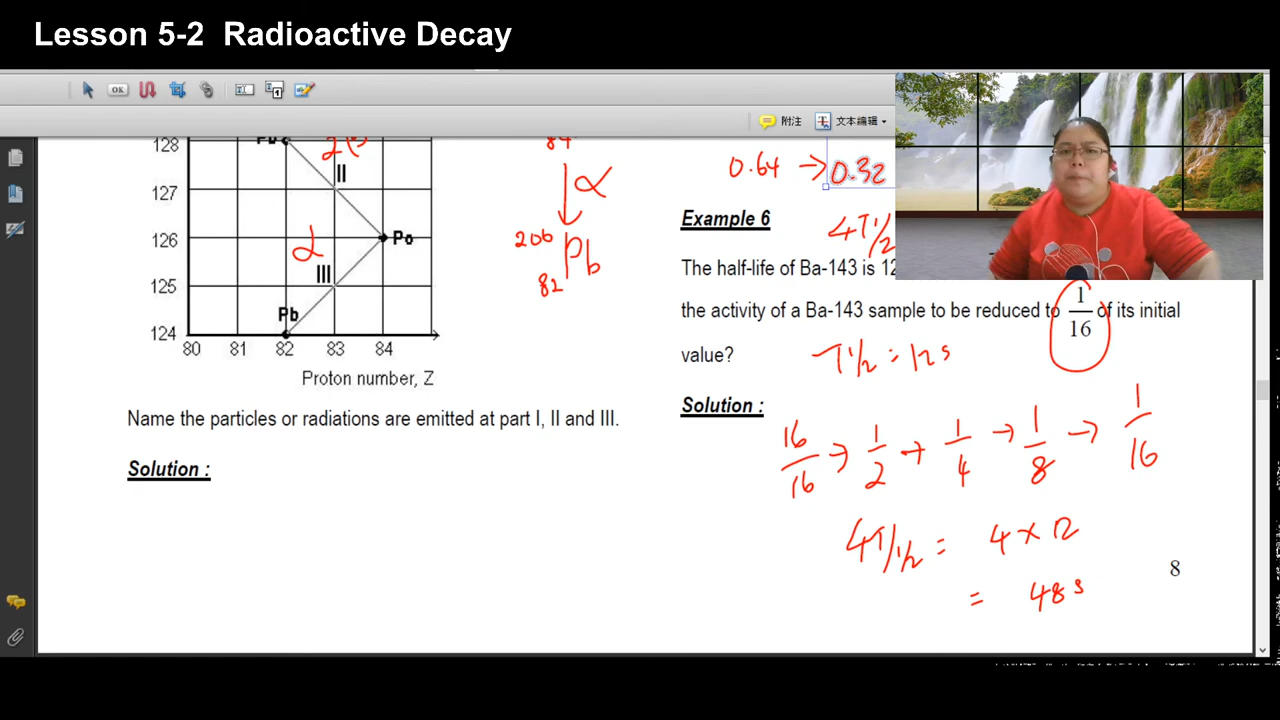 Lesson 5-2 Radioactive Decay
OK
附注
文本编辑
128
127
126
125
124
80 81 82 83 84
II
Po
III
Pb
α
Proton number, Z
Name the particles or radiations are emitted at part I, II and III.
Solution :
84
α
206
Pb
82
0.64 → 0.32
Example 6
4T1/2
The half-life of Ba-143 is 12
the activity of a Ba-143 sample to be reduced to 1/16 of its initial
value?
T1/2 = 12s
Solution :
16/16 → 1/2 → 1/4 → 1/8 → 1/16
4T1/2 = 4 x 12
= 48s
8